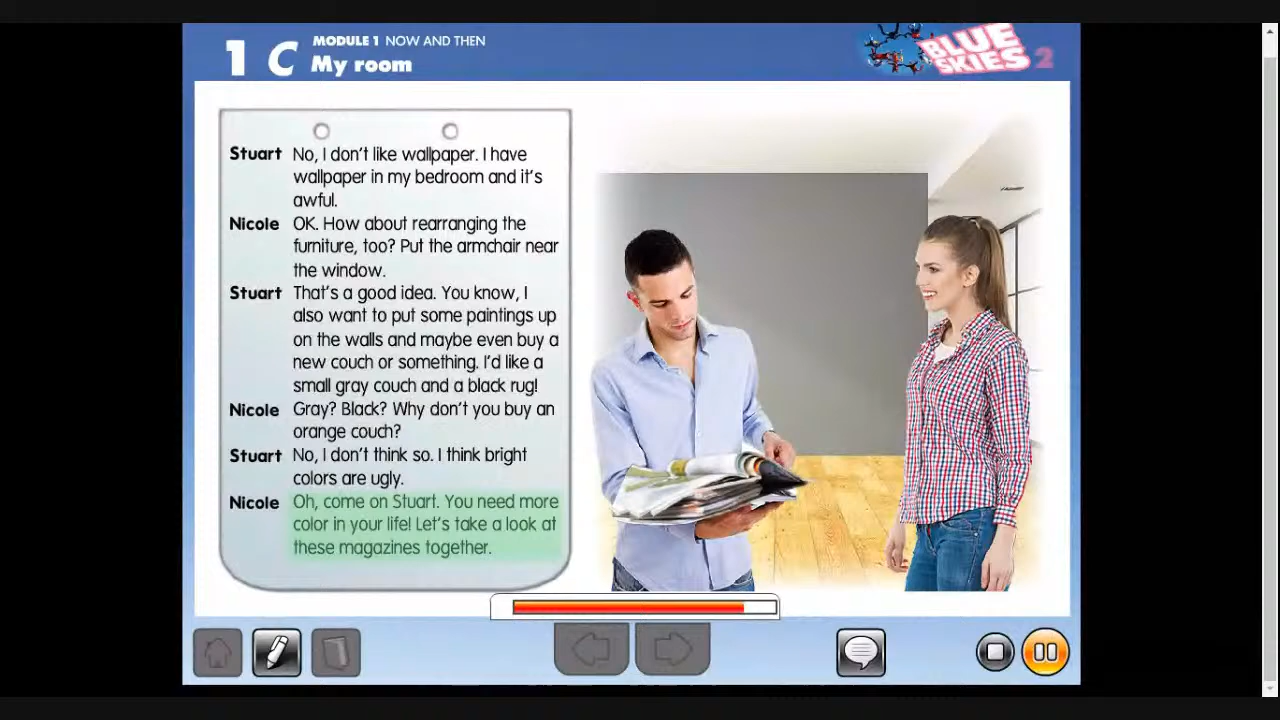 1 C
MODULE 1 NOW AND THEN
My room
BLUE
SKIES 2
Stuart No, I don't like wallpaper. I have
wallpaper in my bedroom and it's
awful.
Nicole OK. How about rearranging the
furniture, too? Put the armchair near
the window.
Stuart That's a good idea. You know, I
also want to put some paintings up
on the walls and maybe even buy a
new couch or something. I'd like a
small gray couch and a black rug!
Nicole Gray? Black? Why don't you buy an
orange couch?
Stuart No, I don't think so. I think bright
colors are ugly.
Nicole Oh, come on Stuart. You need more
color in your life! Let's take a look at
these magazines together.